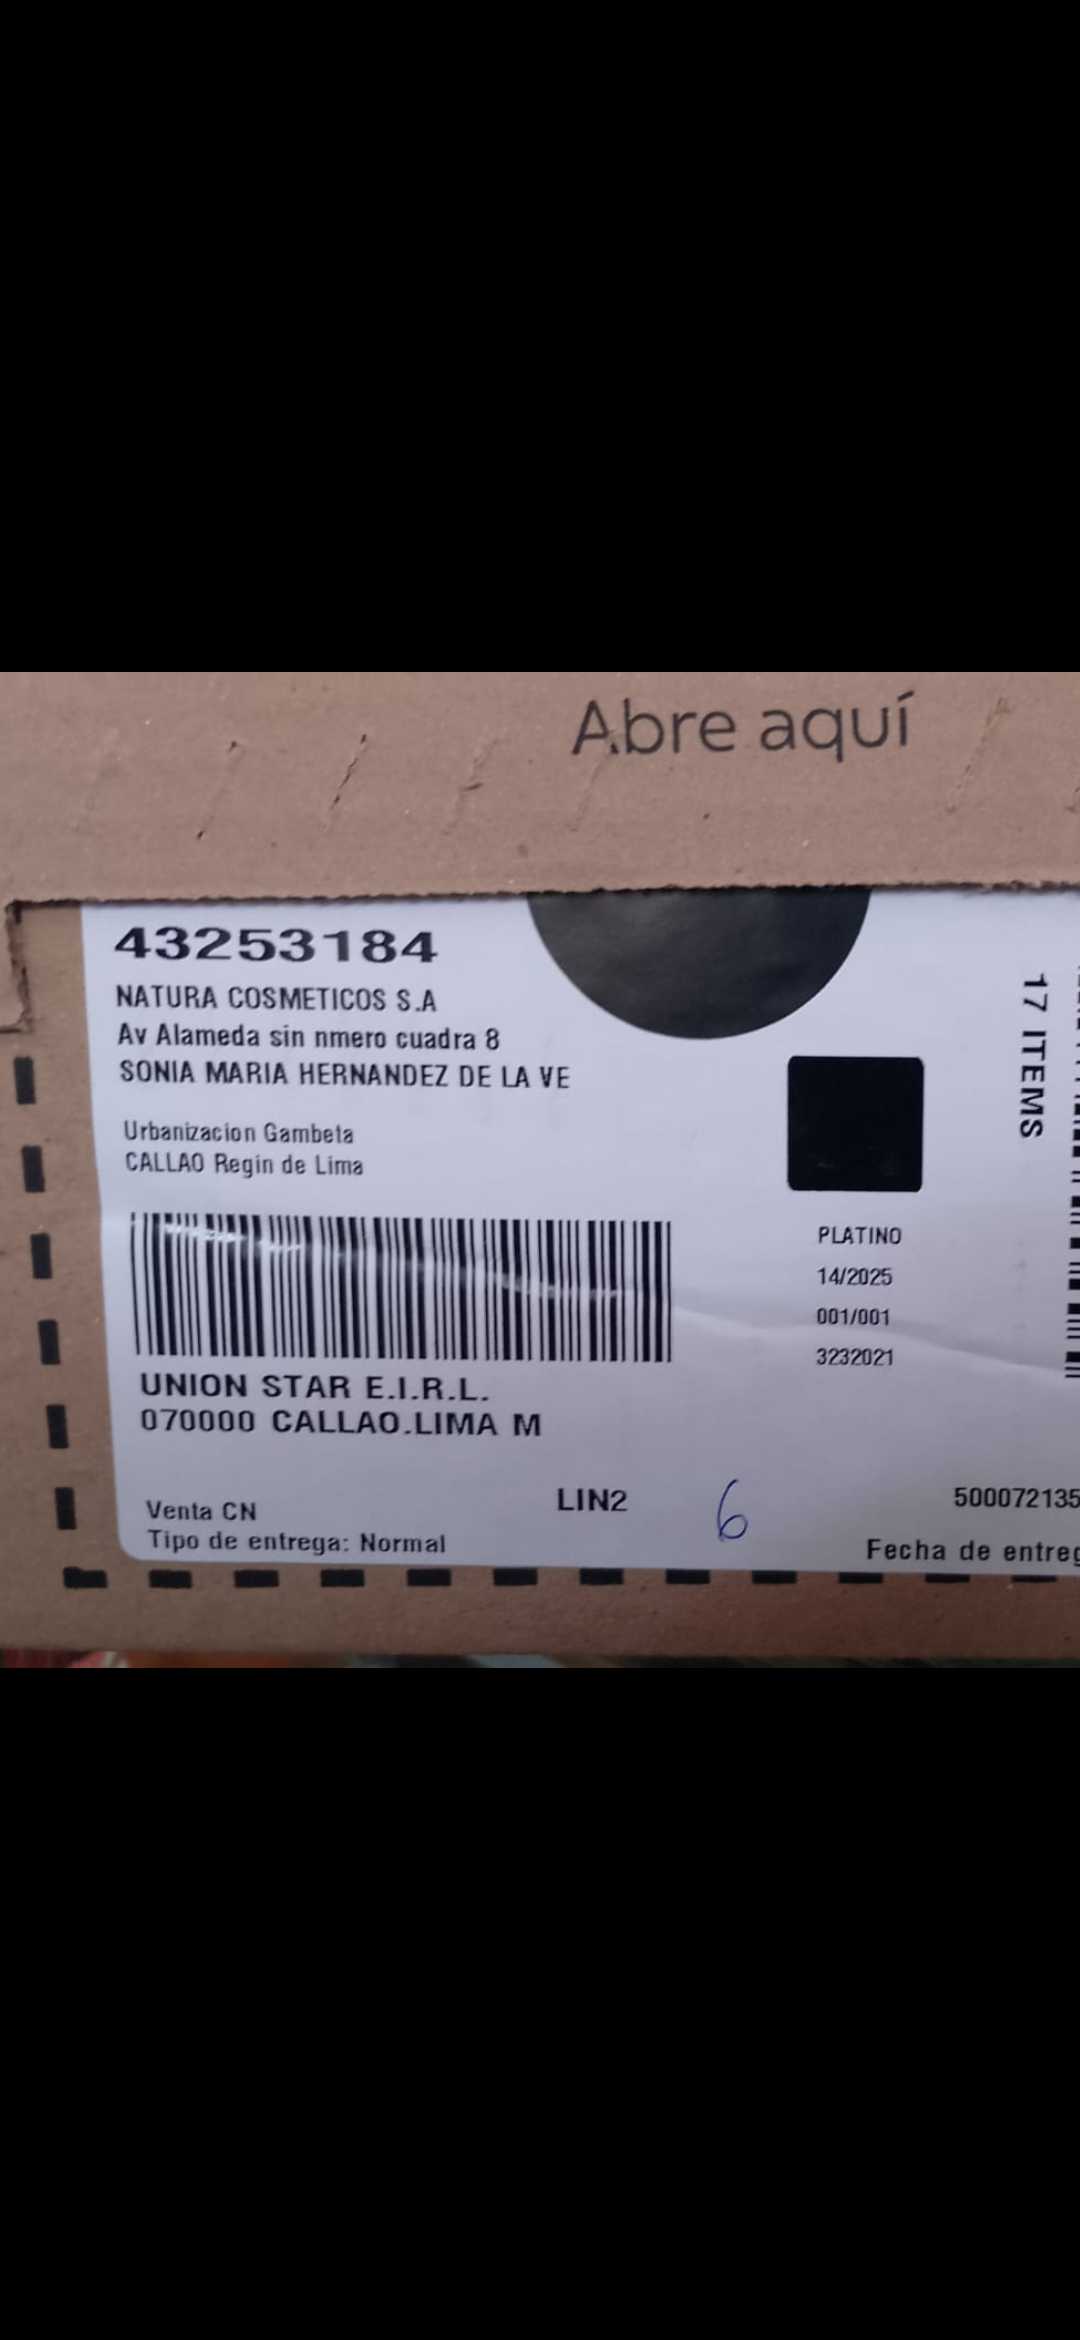 Abre aquí
43253184
NATURA COSMETICOS S.A
Av Alameda sin nmero cuadra 8
SONIA MARIA HERNANDEZ DE LA VE
Urbanizacion Gambeta
CALLAO Regin de Lima
17 ITEMS
PLATINO
14/2025
001/001
3232021
UNION STAR E.I.R.L.
070000 CALLAO.LIMA M
Venta CN
Tipo de entrega: Normal
LIN2
6
500072135
Fecha de entreg